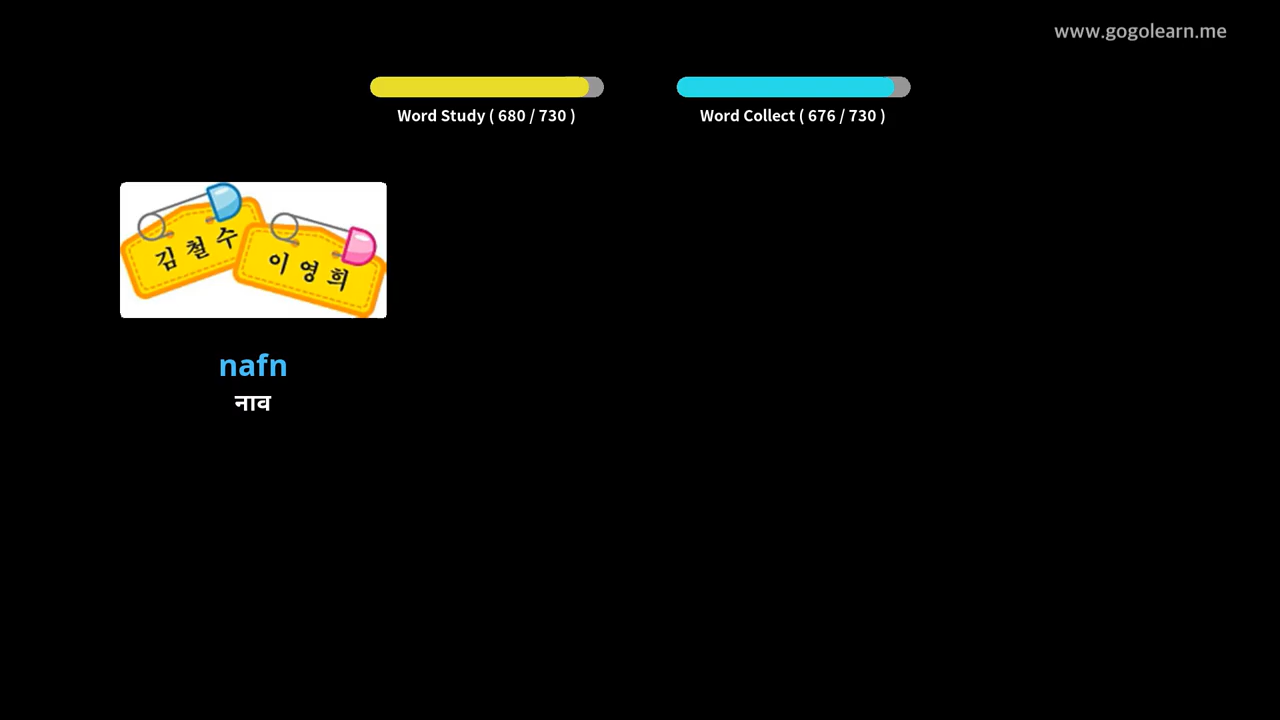 www.gogolearn.me
Word Study ( 680 / 730 )
Word Collect ( 676 / 730 )
김철수
이영희
nafn
नाव